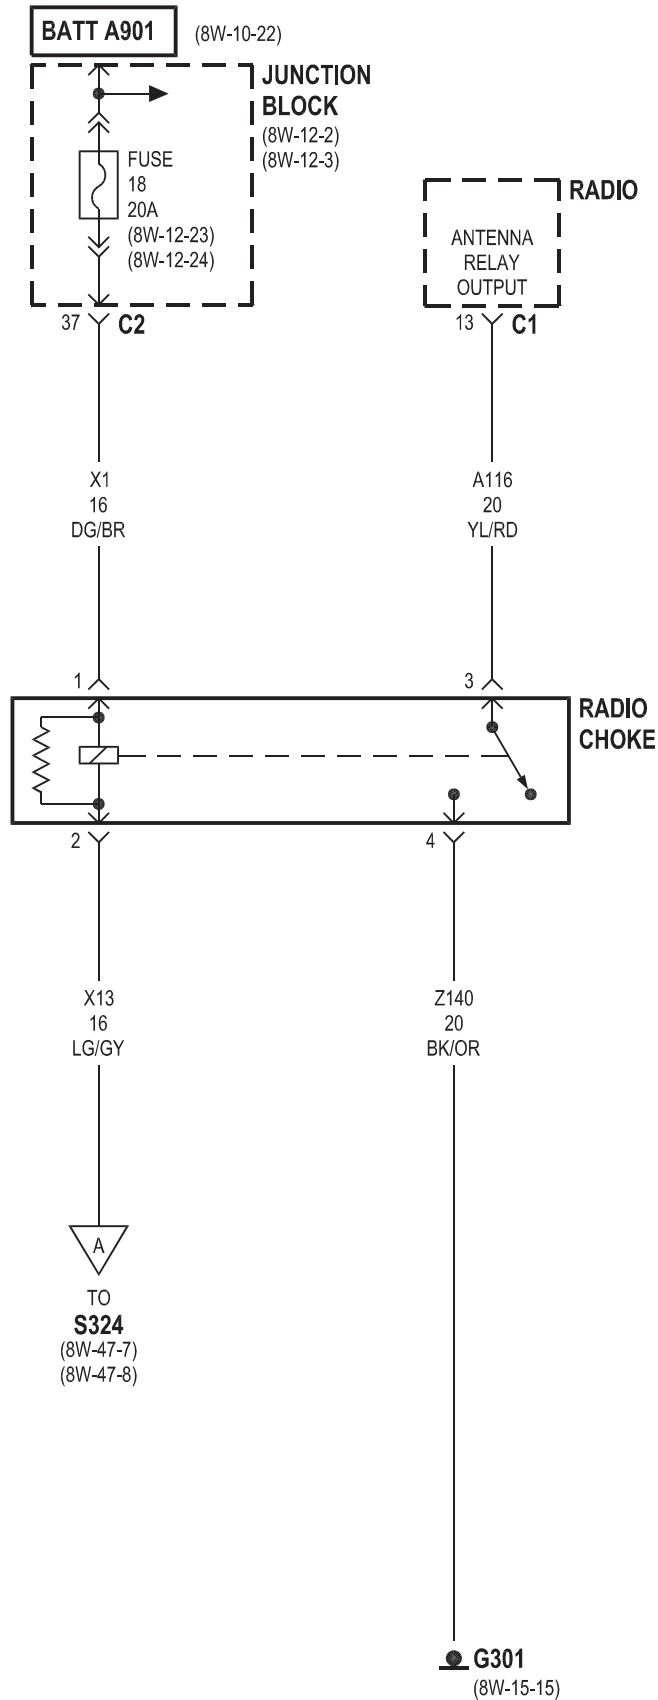 BATT A901
(8W-10-22)
JUNCTION
BLOCK
(8W-12-2)
(8W-12-3)
FUSE
18
20A
(8W-12-23)
(8W-12-24)
RADIO
ANTENNA
RELAY
OUTPUT
37
C2
13
C1
X1
16
DG/BR
A116
20
YL/RD
1
3
RADIO
CHOKE
2
4
X13
16
LG/GY
Z140
20
BK/OR
A
TO
S324
(8W-47-7)
(8W-47-8)
G301
(8W-15-15)